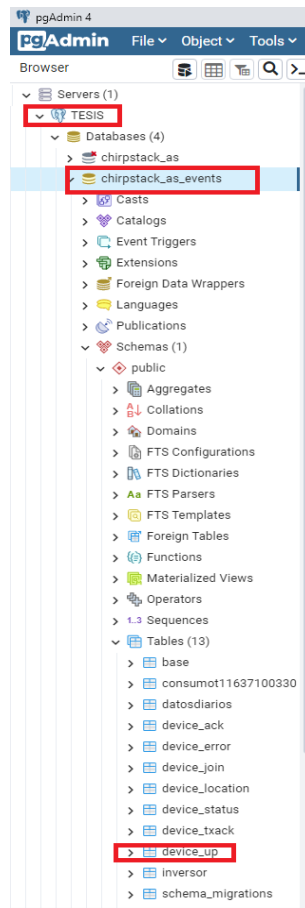 pgAdmin 4
pgAdmin File Object Tools
Browser
Servers (1)
TESIS
Databases (4)
chirpstack_as
chirpstack_as_events
Casts
Catalogs
Event Triggers
Extensions
Foreign Data Wrappers
Languages
Publications
Schemas (1)
public
Aggregates
Collations
Domains
FTS Configurations
FTS Dictionaries
Aa FTS Parsers
FTS Templates
Foreign Tables
Functions
Materialized Views
Operators
1..3 Sequences
Tables (13)
base
consumot11637100330
datosdiarios
device_ack
device_error
device_join
device_location
device_status
device_txack
device_up
inversor
schema_migrations